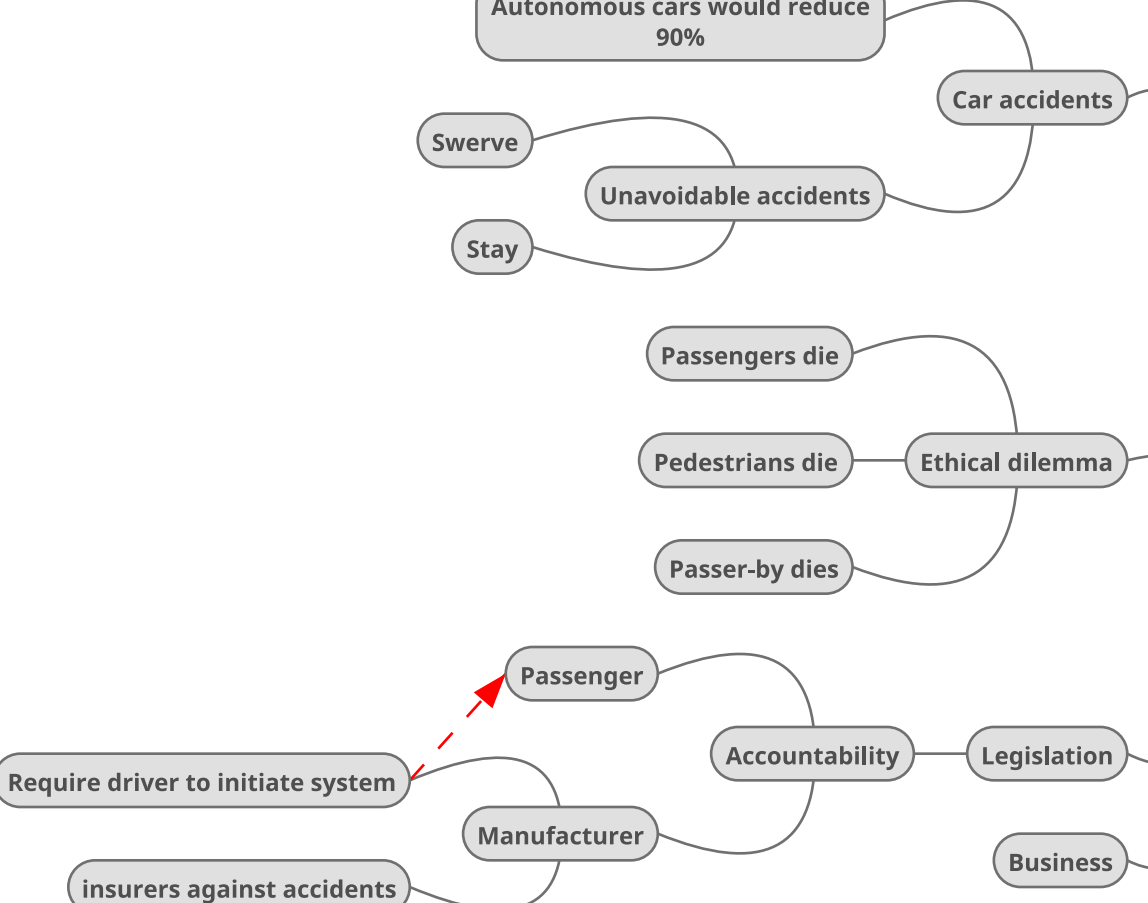 Autonomous cars would reduce
90%
Car accidents
Swerve
Unavoidable accidents
Stay
Passengers die
Pedestrians die
Ethical dilemma
Passer-by dies
Passenger
Accountability
Legislation
Require driver to initiate system
Manufacturer
Business
insurers against accidents